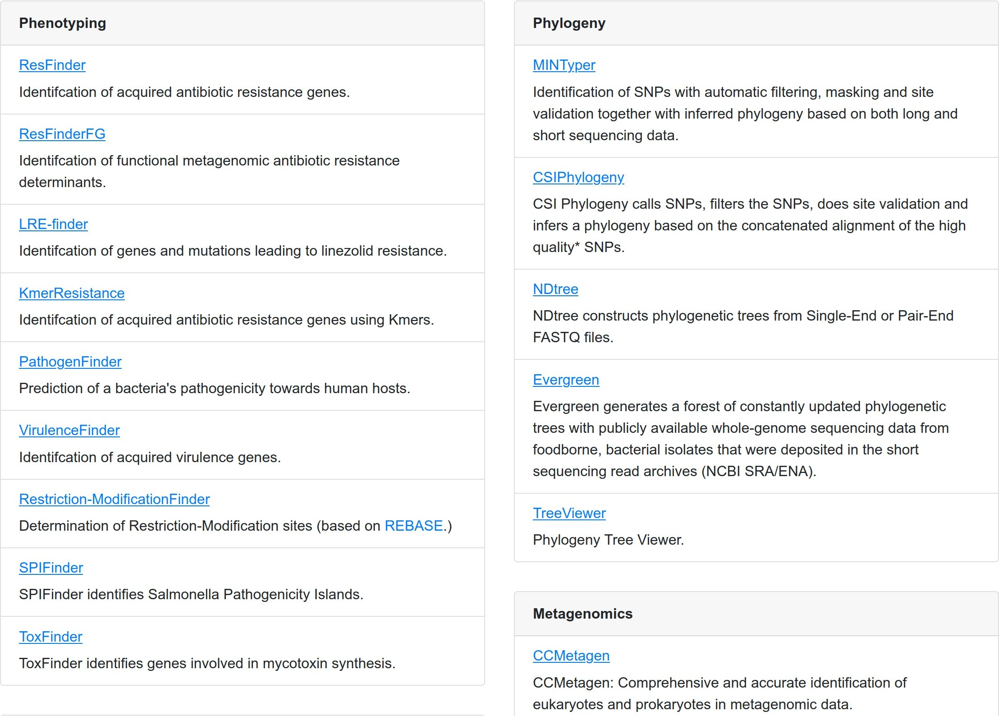 Phenotyping
ResFinder
Identifcation of acquired antibiotic resistance genes.
ResFinderFG
Identifcation of functional metagenomic antibiotic resistance
determinants.
LRE-finder
Identifcation of genes and mutations leading to linezolid resistance.
KmerResistance
Identifcation of acquired antibiotic resistance genes using Kmers.
PathogenFinder
Prediction of a bacteria's pathogenicity towards human hosts.
VirulenceFinder
Identifcation of acquired virulence genes.
Restriction-ModificationFinder
Determination of Restriction-Modification sites (based on REBASE.)
SPIFinder
SPIFinder identifies Salmonella Pathogenicity Islands.
ToxFinder
ToxFinder identifies genes involved in mycotoxin synthesis.
Phylogeny
MINTyper
Identification of SNPs with automatic filtering, masking and site
validation together with inferred phylogeny based on both long and
short sequencing data.
CSIPhylogeny
CSI Phylogeny calls SNPs, filters the SNPs, does site validation and
infers a phylogeny based on the concatenated alignment of the high
quality* SNPs.
NDtree
NDtree constructs phylogenetic trees from Single-End or Pair-End
FASTQ files.
Evergreen
Evergreen generates a forest of constantly updated phylogenetic
trees with publicly available whole-genome sequencing data from
foodborne, bacterial isolates that were deposited in the short
sequencing read archives (NCBI SRA/ENA).
TreeViewer
Phylogeny Tree Viewer.
Metagenomics
CCMetagen
CCMetagen: Comprehensive and accurate identification of
eukaryotes and prokaryotes in metagenomic data.